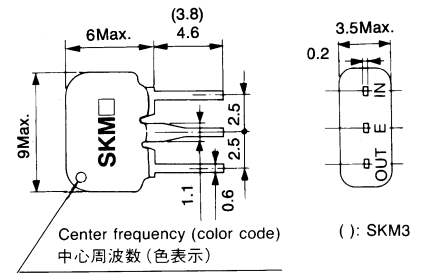 (3.8)
6Max.
4.6
3.5Max.
0.2
9Max.
SKM□
2.5
2.5
1.1
0.6
IN
E
OUT
Center frequency (color code)
中心周波数(色表示)
( ): SKM3